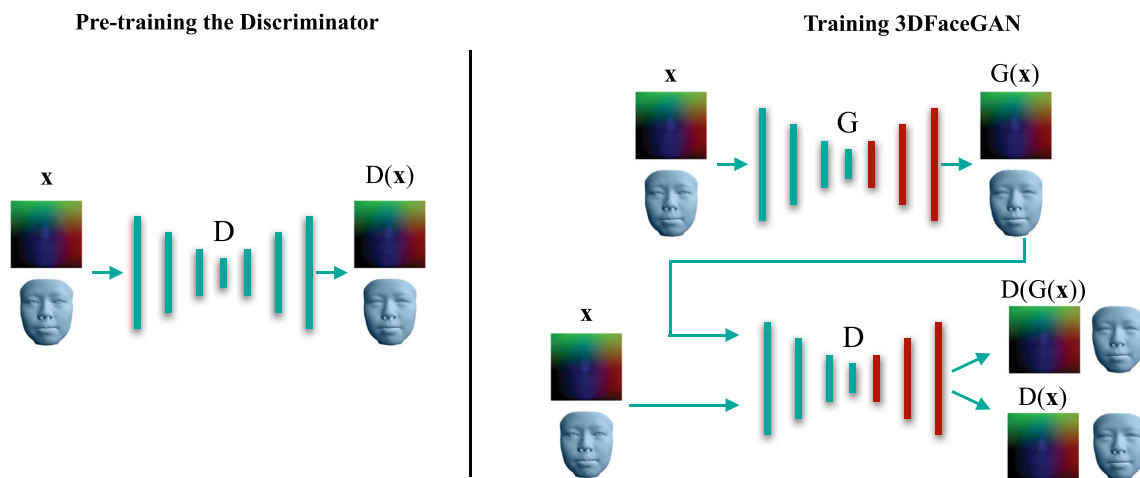 Pre-training the Discriminator
x
D
D(x)
Training 3DFaceGAN
x
G
G(x)
x
D
D(G(x))
D(x)